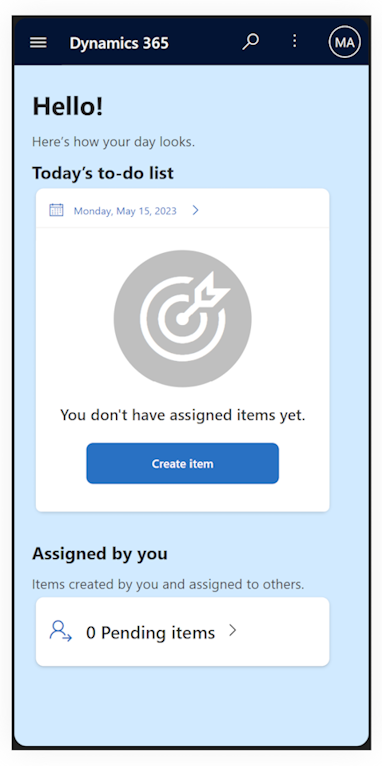 Dynamics 365
MA
Hello!
Here's how your day looks.
Today's to-do list
Monday, May 15, 2023
You don't have assigned items yet.
Create item
Assigned by you
Items created by you and assigned to others.
0 Pending items